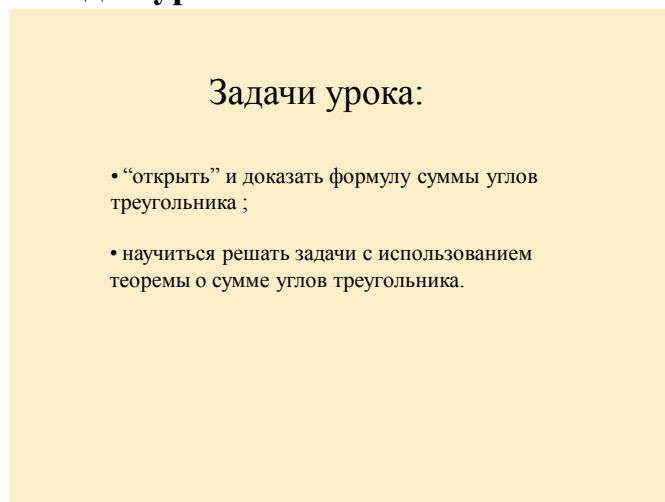 Задачи урока:
• “открыть” и доказать формулу суммы углов
треугольника ;
• научиться решать задачи с использованием
теоремы о сумме углов треугольника.